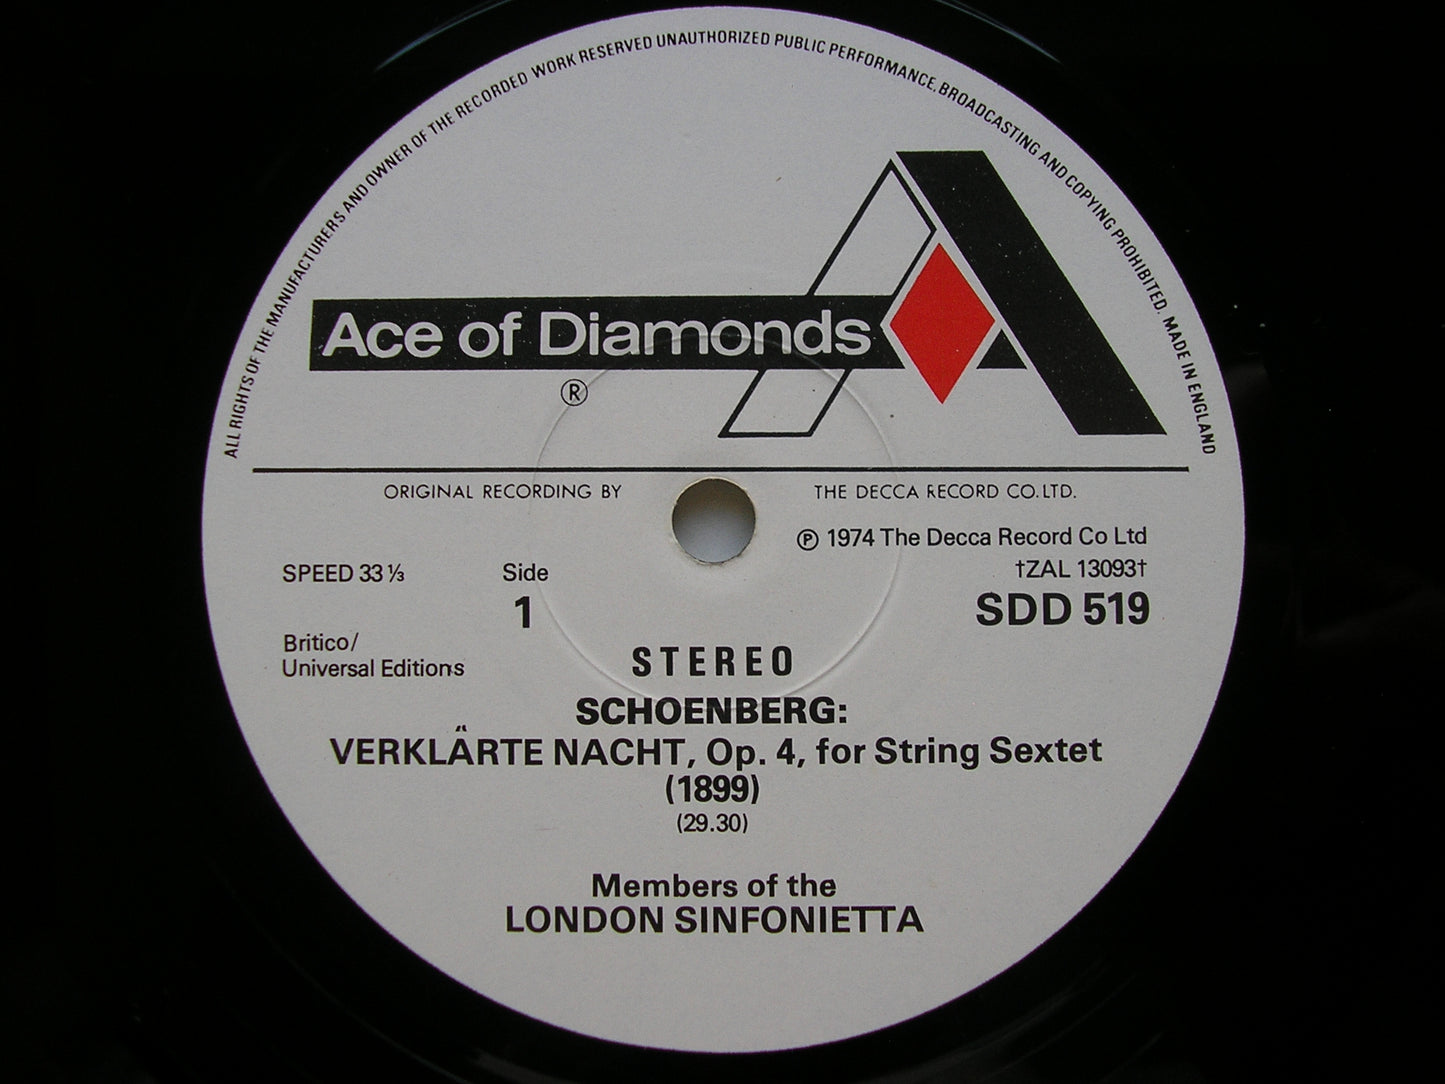 ALL RIGHTS OF THE MANUFACTURERS AND OWNER OF THE RECORDED WORK RESERVED UNAUTHORIZED PUBLIC PERFORMANCE, BROADCASTING AND COPYING PROHIBITED. MADE IN ENGLAND
Ace of Diamonds
®
ORIGINAL RECORDING BY THE DECCA RECORD CO. LTD.
℗ 1974 The Decca Record Co Ltd
SPEED 33 ⅓ Side †ZAL 13093†
1 SDD 519
Britico/
Universal Editions
STEREO
SCHOENBERG:
VERKLÄRTE NACHT, Op. 4, for String Sextet
(1899)
(29.30)
Members of the
LONDON SINFONIETTA